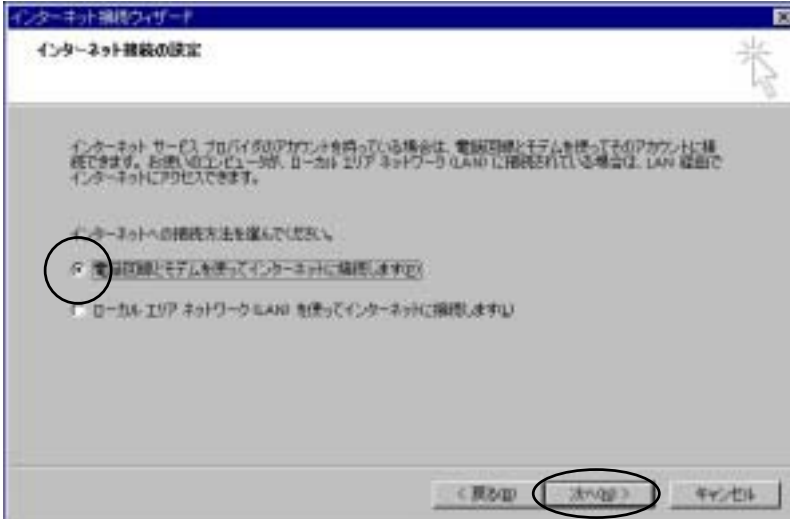 インターネット接続ウィザード
インターネット接続の設定
インターネット サービス プロバイダのアカウントを持っている場合は、電話回線とモデムを使ってそのアカウントに接
続できます。お使いのコンピュータが、ローカル エリア ネットワーク (LAN) に接続されている場合は、LAN 経由で
インターネットにアクセスできます。
インターネットへの接続方法を選んでください。
電話回線とモデムを使ってインターネットに接続します(P)
ローカル エリア ネットワーク (LAN) を使ってインターネットに接続します(L)
< 戻る(B)
次へ(N) >
キャンセル